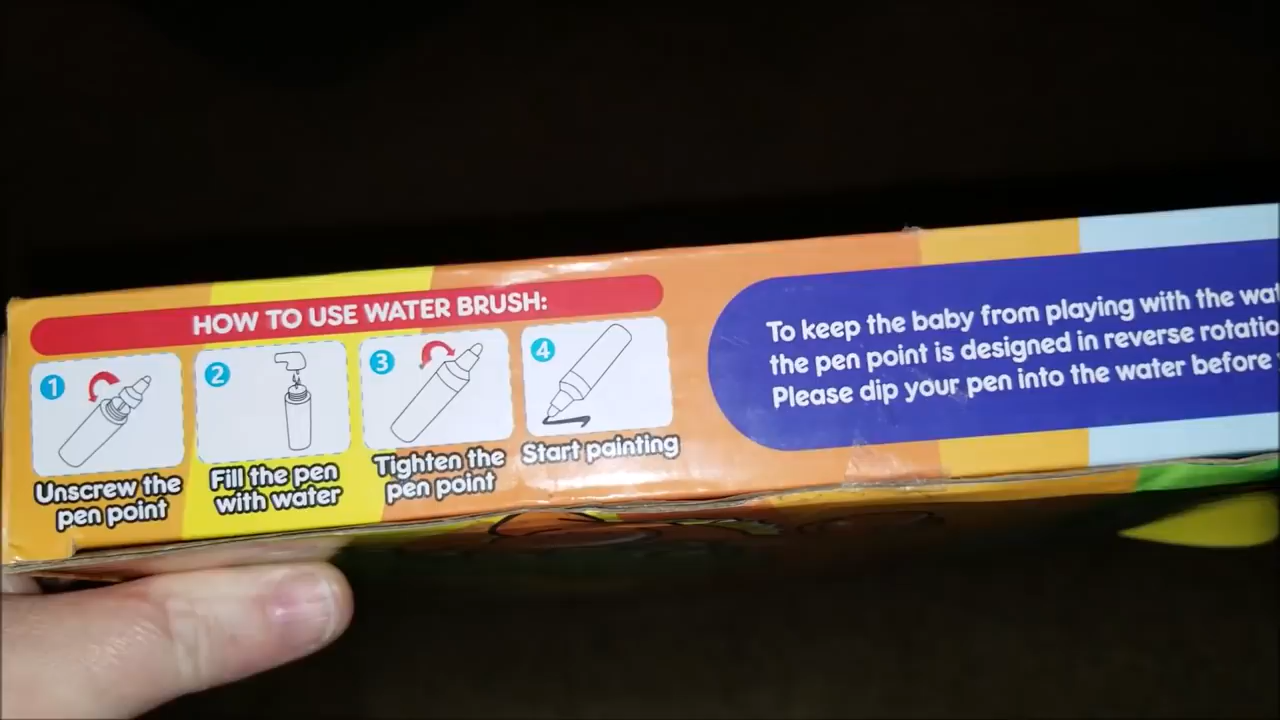 HOW TO USE WATER BRUSH:
1
2
3
4
Unscrew the
pen point
Fill the pen
with water
Tighten the
pen point
Start painting
To keep the baby from playing with the wat
the pen point is designed in reverse rotatio
Please dip your pen into the water before